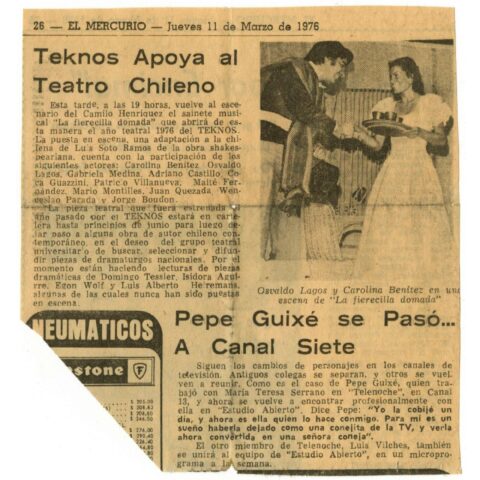 26 — EL MERCURIO — Jueves 11 de Marzo de 1976
Teknos Apoya al
Teatro Chileno
Esta tarde, a las 19 horas, vuelve al esce-
nario del Camilo Henríquez el sainete musi-
cal "La fierecilla domada" que abrirá de es-
ta manera el año teatral 1976 del TEKNOS.
La puesta en escena, una adaptación a la
chilena de Luis Soto Ramos de la obra shakes-
peariana, cuenta con la participación de los
siguientes actores: Carolina Benítez, Osvaldo
Lagos, Gabriela Medina, Adriano Castillo, Co-
ca Guazzini, Patricio Villanueva, Maité Fer-
nández, Mario Montilles, Juan Quezada, Wen-
ceslao Parada y Jorge Boudon.
La pieza teatral que fuera estrenada el
año pasado por el TEKNOS estará en carte-
lera hasta principios de junio para luego de-
jar paso a alguna obra de autor chileno con-
temporáneo, en el deseo del grupo teatral
universitario de buscar, seleccionar y difun-
dir piezas de dramaturgos nacionales. Por el
momento están haciendo lecturas de piezas
dramáticas de Domingo Tessier, Isidora Agui-
rre, Egon Wolf y Luis Alberto Heiremans,
algunas de las cuales nunca han sido puestas
en escena.
Osvaldo Lagos y Carolina Benítez en una
escena de "La fierecilla domada"
NEUMATICOS
stone F
Pepe Guixé se Pasó...
A Canal Siete
Siguen los cambios de personajes en los canales de
televisión. Antiguos colegas se separan, y otros se vuel-
ven a reunir. Como es el caso de Pepe Guixé, quien tra-
bajó con María Teresa Serrano en "Telenoche", en Canal
13, y ahora se vuelve a encontrar profesionalmente con
ella en "Estudio Abierto". Dice Pepe: "Yo la cobijé un
día, y ahora es ella quien lo hace conmigo. Para mí es un
sueño haberla dejado como una conejita de la TV, y verla
ahora convertida en una señora coneja".
El otro miembro de Telenoche, Luis Vilches, también
se unirá al equipo de "Estudio Abierto", en un micropro-
grama a la semana.